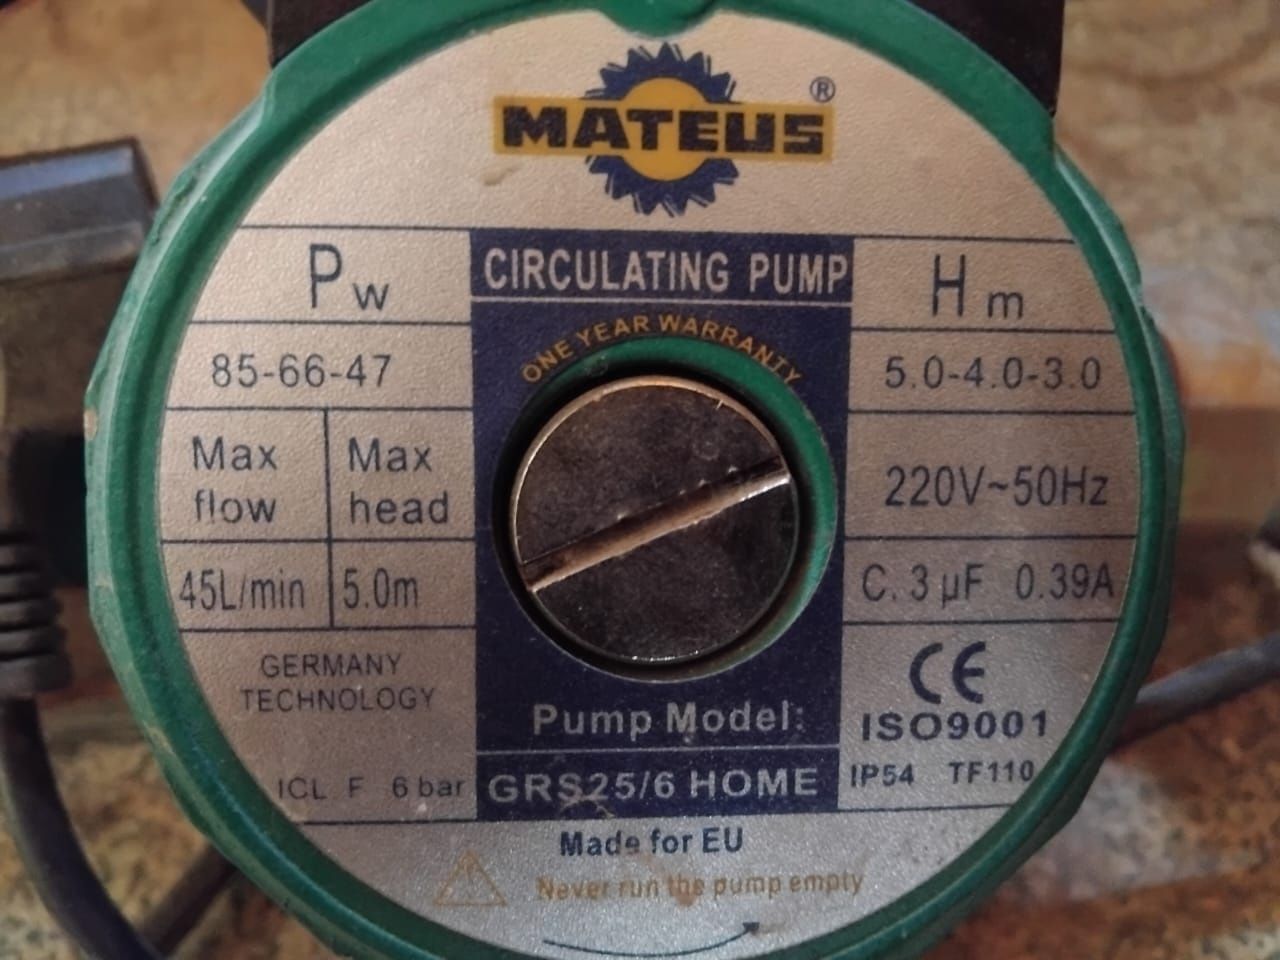 MATEUS®
Pw
CIRCULATING PUMP
Hm
ONE YEAR WARRANTY
85-66-47
5.0-4.0-3.0
Max flow
Max head
220V~50Hz
45L/min
5.0m
C. 3 µF 0.39A
GERMANY
TECHNOLOGY
CE
ISO9001
Pump Model:
ICL F 6 bar
GRS25/6 HOME
IP54 TF110
Made for EU
Never run the pump empty